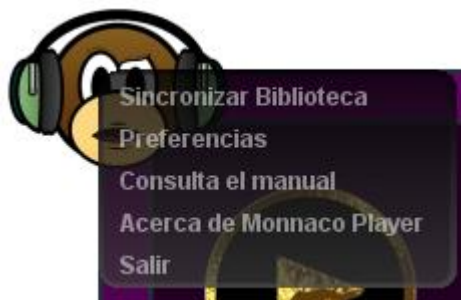 Sincronizar Biblioteca
Preferencias
Consulta el manual
Acerca de Monnaco Player
Salir